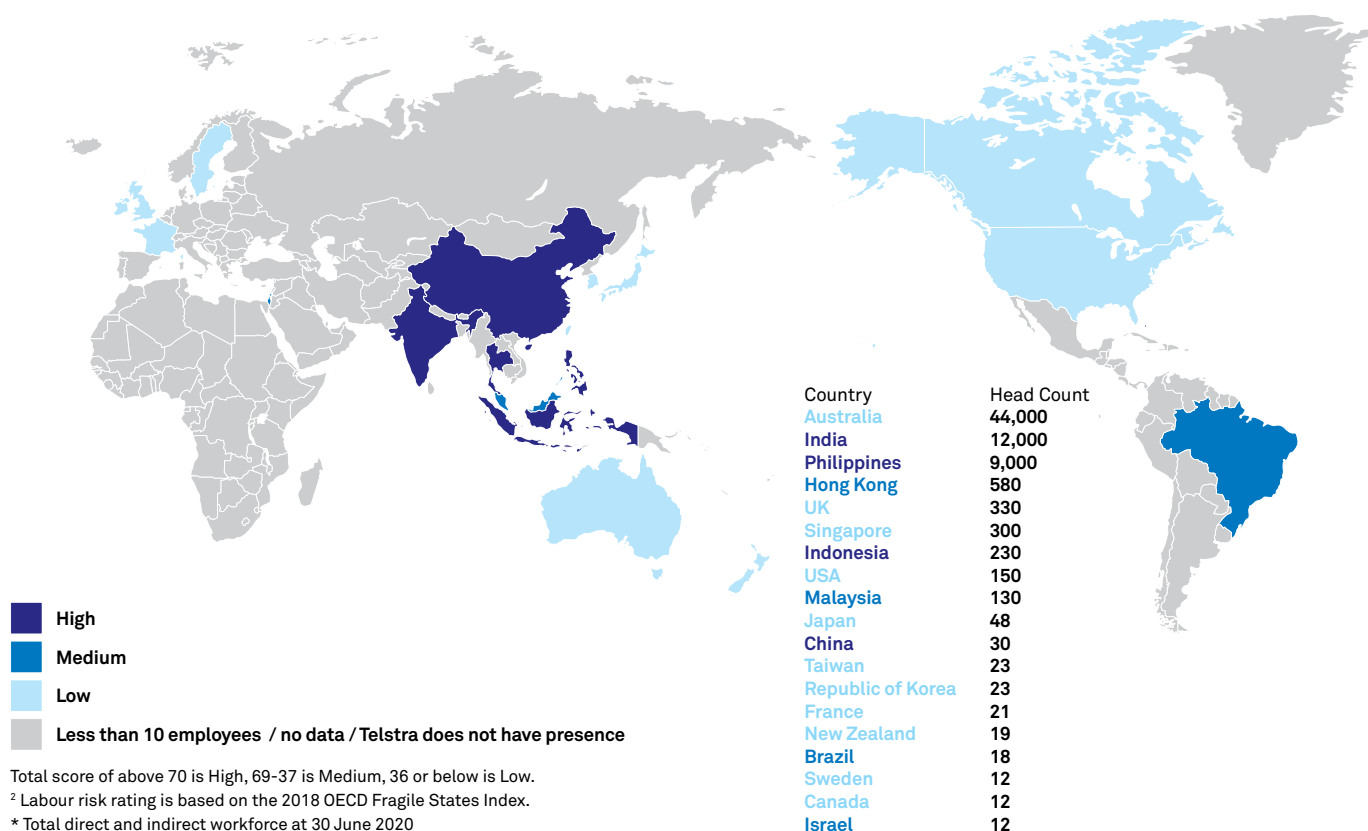 Country Head Count
Australia 44,000
India 12,000
Philippines 9,000
Hong Kong 580
UK 330
Singapore 300
Indonesia 230
USA 150
Malaysia 130
Japan 48
China 30
Taiwan 23
Republic of Korea 23
France 21
New Zealand 19
Brazil 18
Sweden 12
Canada 12
Israel 12
High
Medium
Low
Less than 10 employees / no data / Telstra does not have presence
Total score of above 70 is High, 69-37 is Medium, 36 or below is Low.
² Labour risk rating is based on the 2018 OECD Fragile States Index.
* Total direct and indirect workforce at 30 June 2020